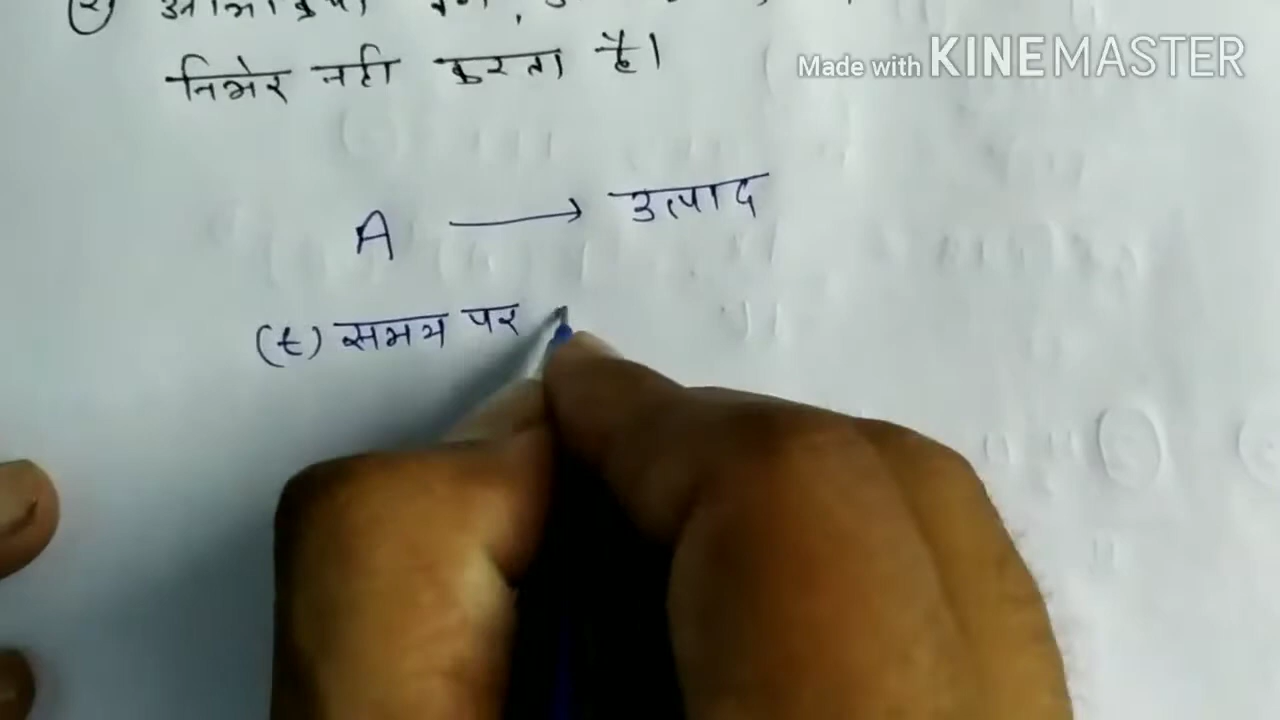 निर्भर नही करता है।
Made with KINEMASTER
A → उत्पाद
(t) समय पर